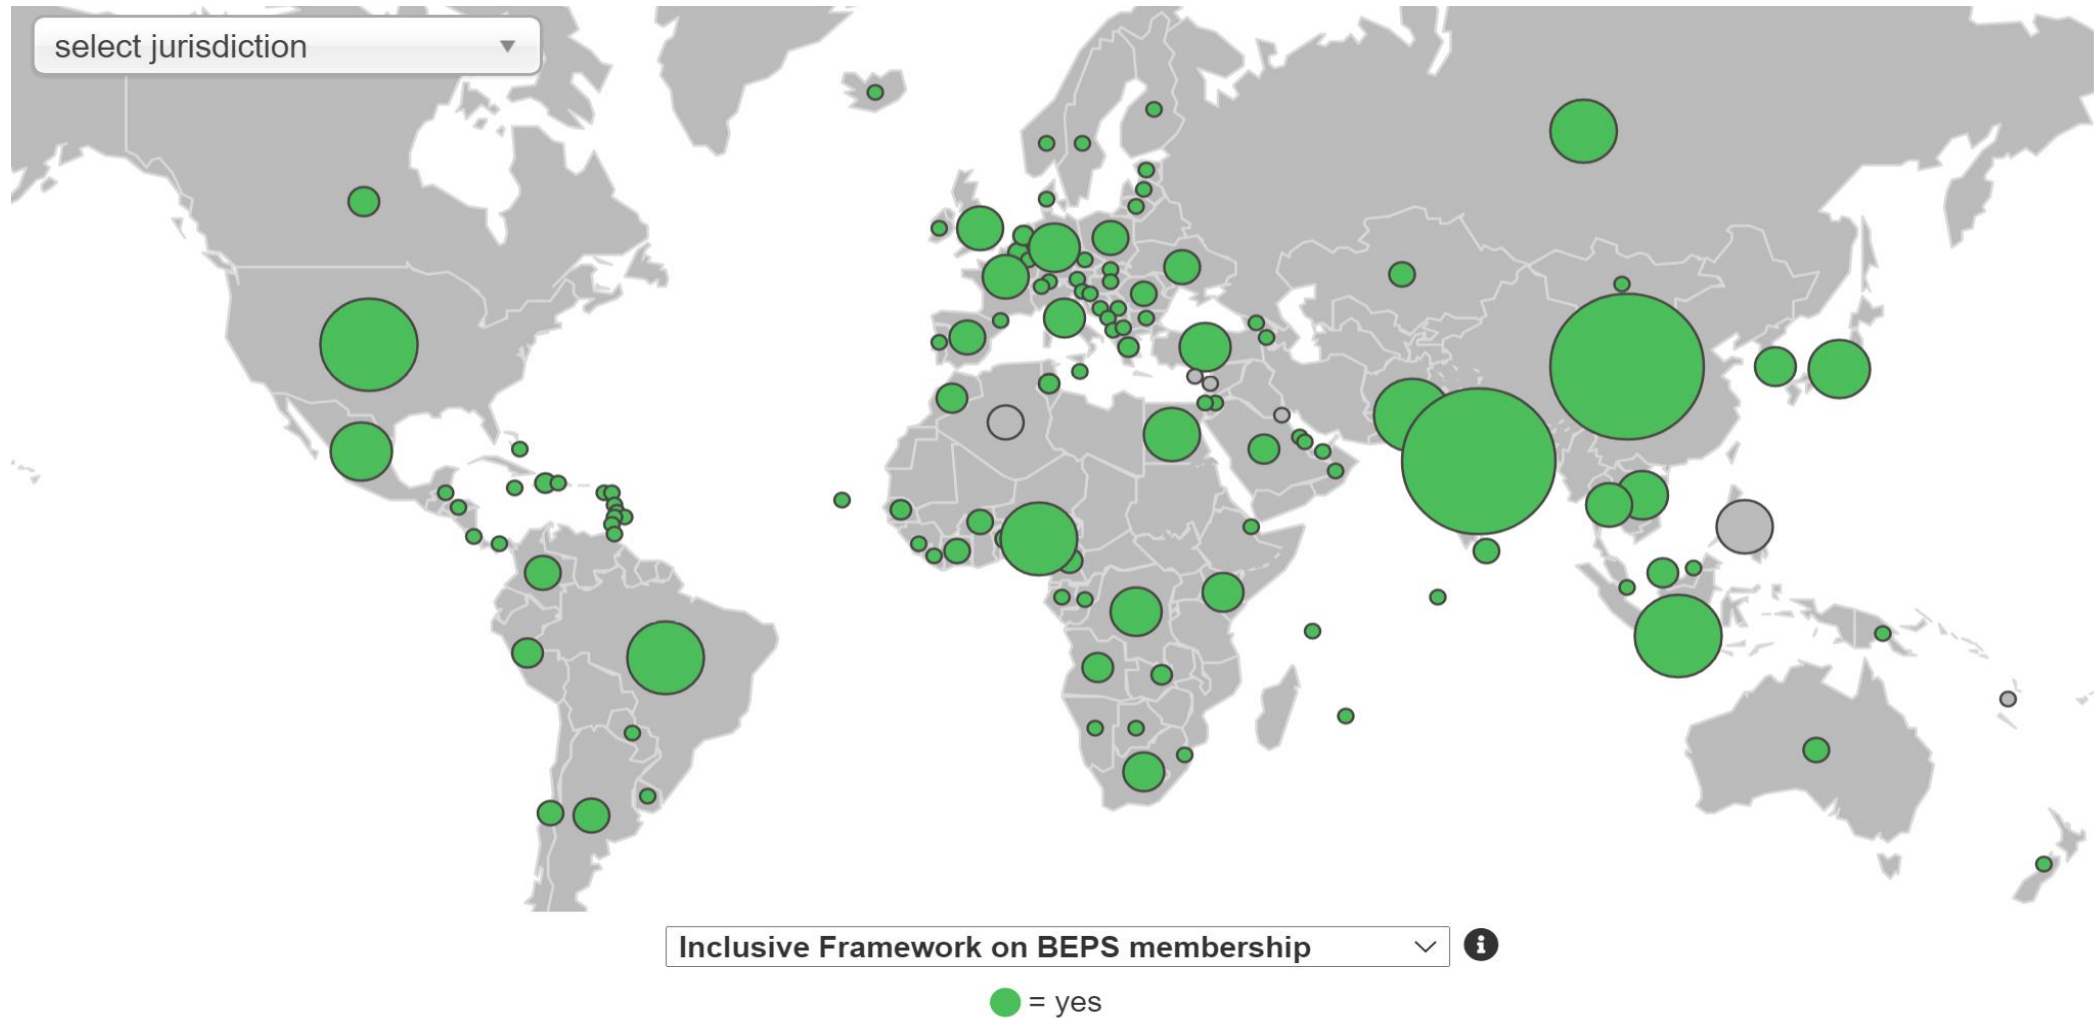 select jurisdiction
Inclusive Framework on BEPS membership
= yes